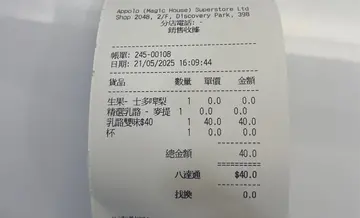 Appolo (Magic House) Superstore Ltd
Shop 204B, 2/F, Discovery Park, 398
分店電話: -
銷售收據
帳單: 245-00108
日期: 21/05/2025 16:09:44
貨品 數量 單價 金額
生果- 士多啤梨 1 0.0 0.0
精選乳酪 - 麥提 1 0.0 0.0
乳酪雙味$40 1 40.0 40.0
杯 1 0.0 0.0
總金額 40.0
八達通 $40.0
找換 0.0